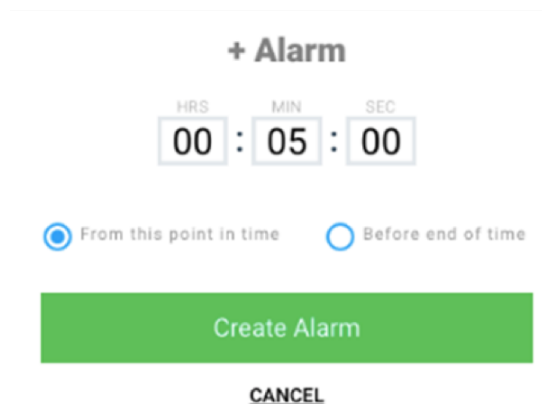 + Alarm
HRS MIN SEC
00 : 05 : 00
From this point in time Before end of time
Create Alarm
CANCEL